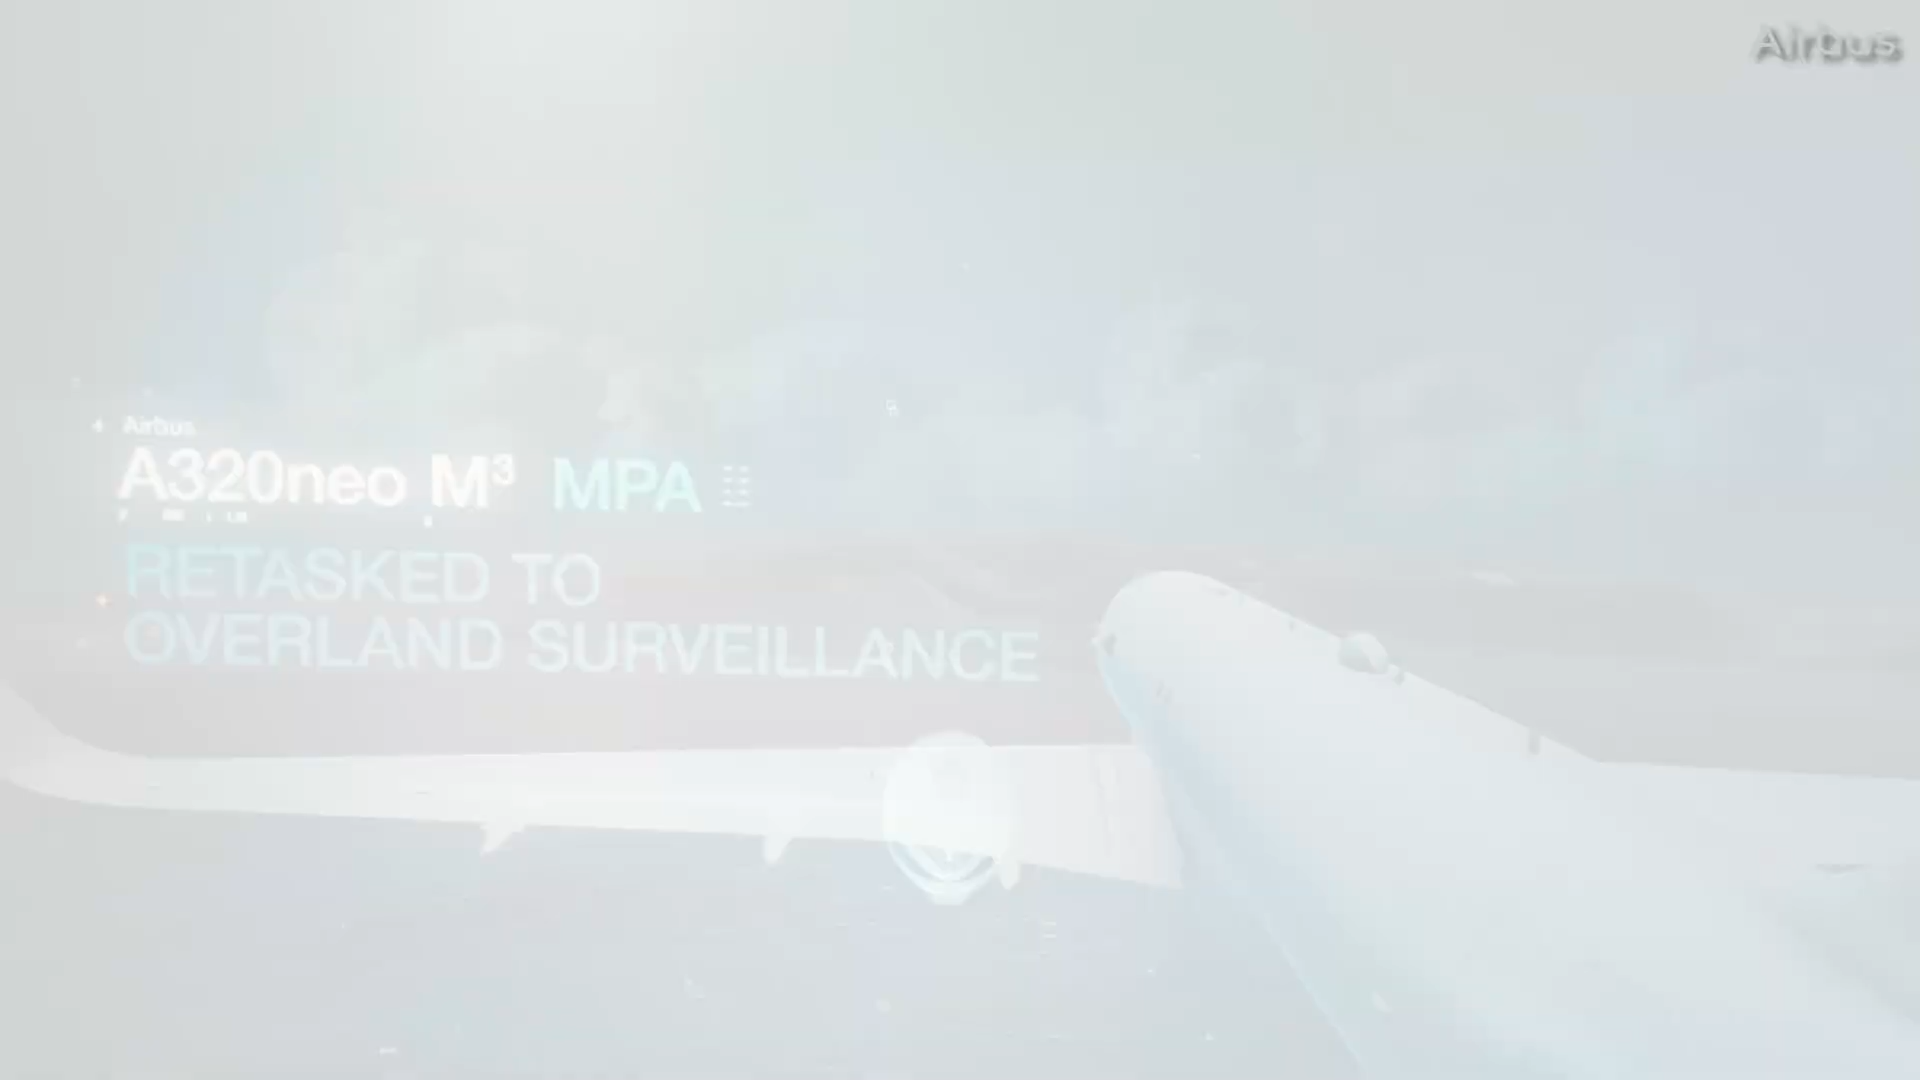 Airbus
Airbus
A320neo M³ MPA
RETASKED TO
OVERLAND SURVEILLANCE